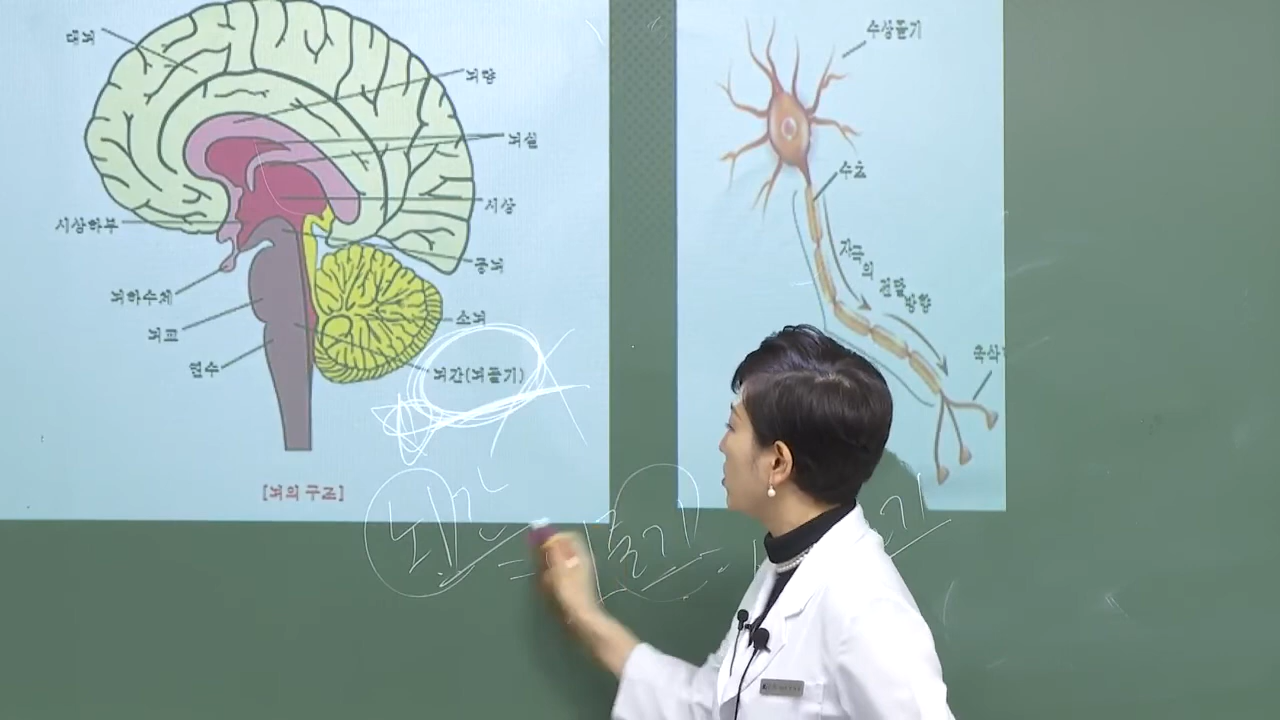 대뇌
뇌량
뇌실
시상
시상하부
중뇌
뇌하수체
소뇌
뇌교
연수
뇌간(뇌줄기)
[뇌의 구조]
수상돌기
수초
자극의 전달 방향
축삭
뇌간
줄기